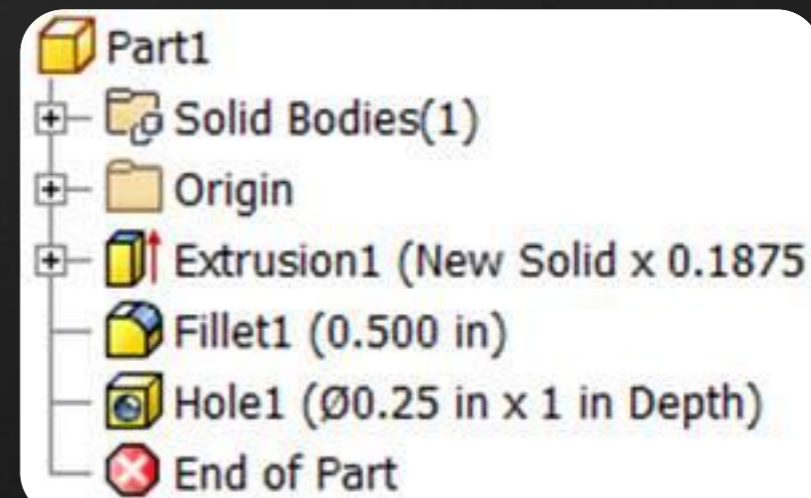 Part1
Solid Bodies(1)
Origin
Extrusion1 (New Solid x 0.1875
Fillet1 (0.500 in)
Hole1 (Ø0.25 in x 1 in Depth)
End of Part